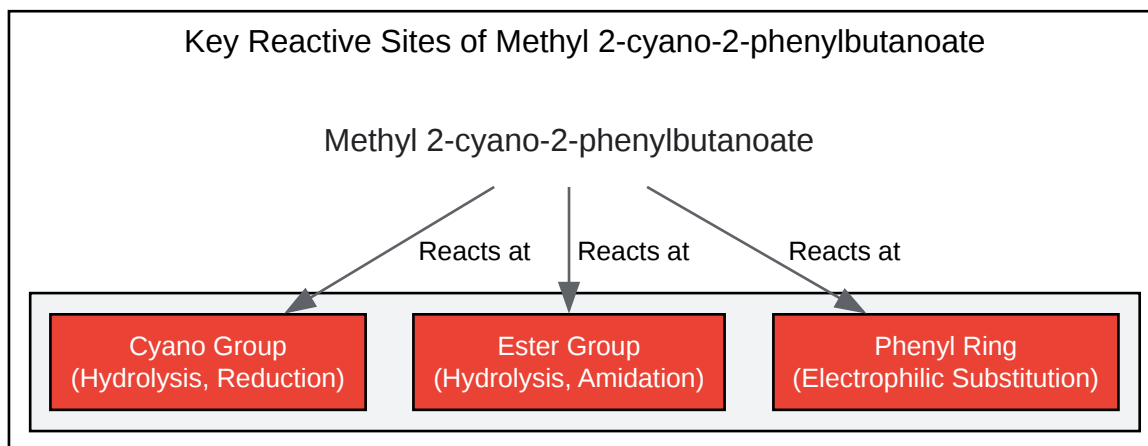 Key Reactive Sites of Methyl 2-cyano-2-phenylbutanoate
Methyl 2-cyano-2-phenylbutanoate
Reacts at
Reacts at
Reacts at
Cyano Group
(Hydrolysis, Reduction)
Ester Group
(Hydrolysis, Amidation)
Phenyl Ring
(Electrophilic Substitution)